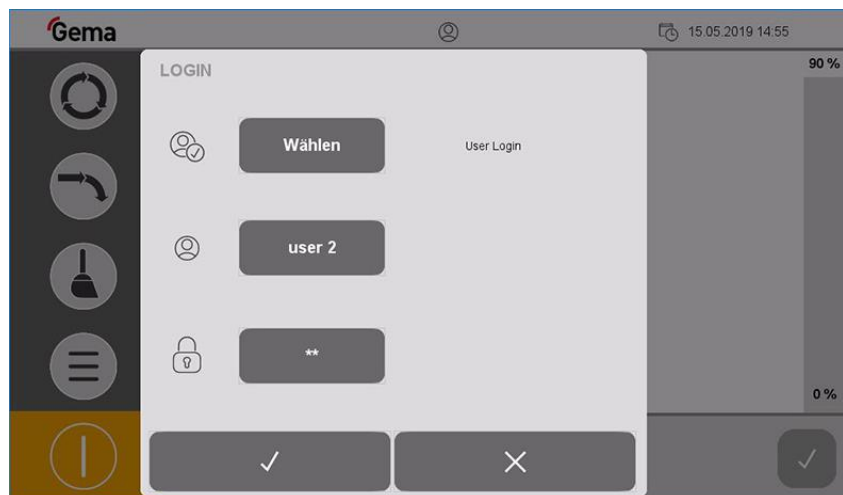 Gema
15.05.2019 14:55
90 %
LOGIN
Wählen
User Login
user 2
**
0 %